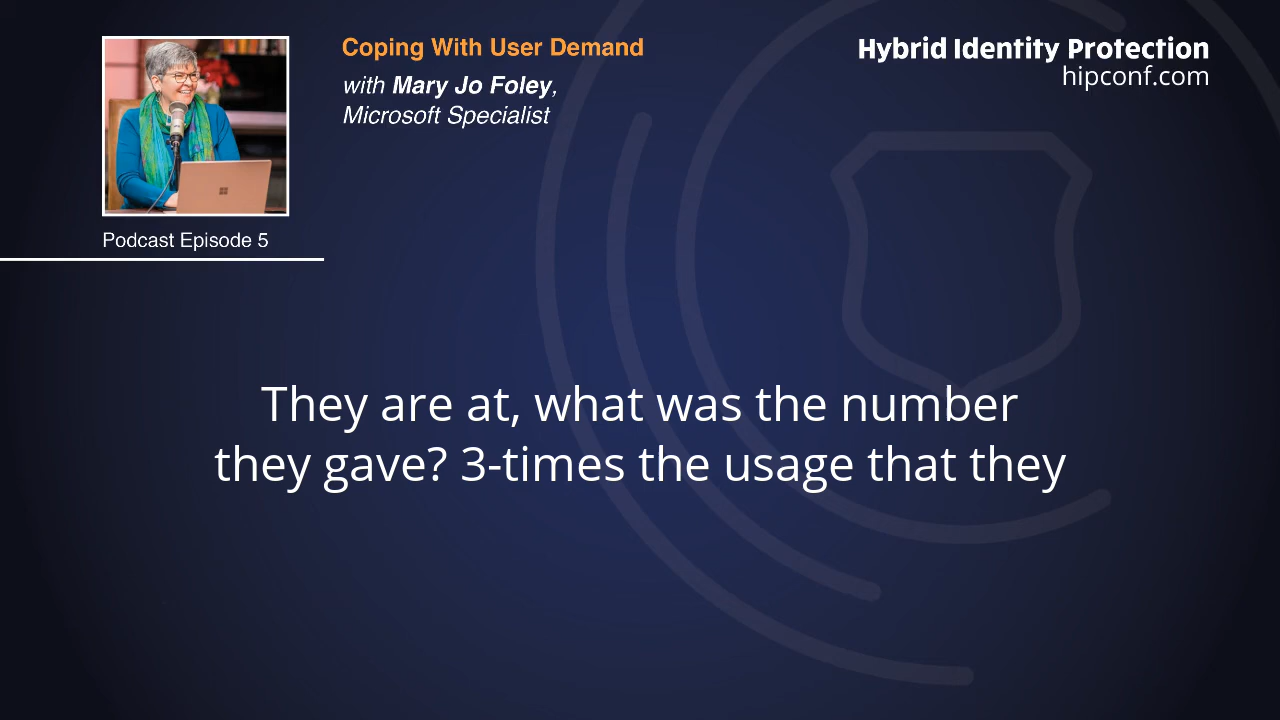 Coping With User Demand
with Mary Jo Foley,
Microsoft Specialist
Hybrid Identity Protection
hipconf.com
Podcast Episode 5
They are at, what was the number
they gave? 3-times the usage that they